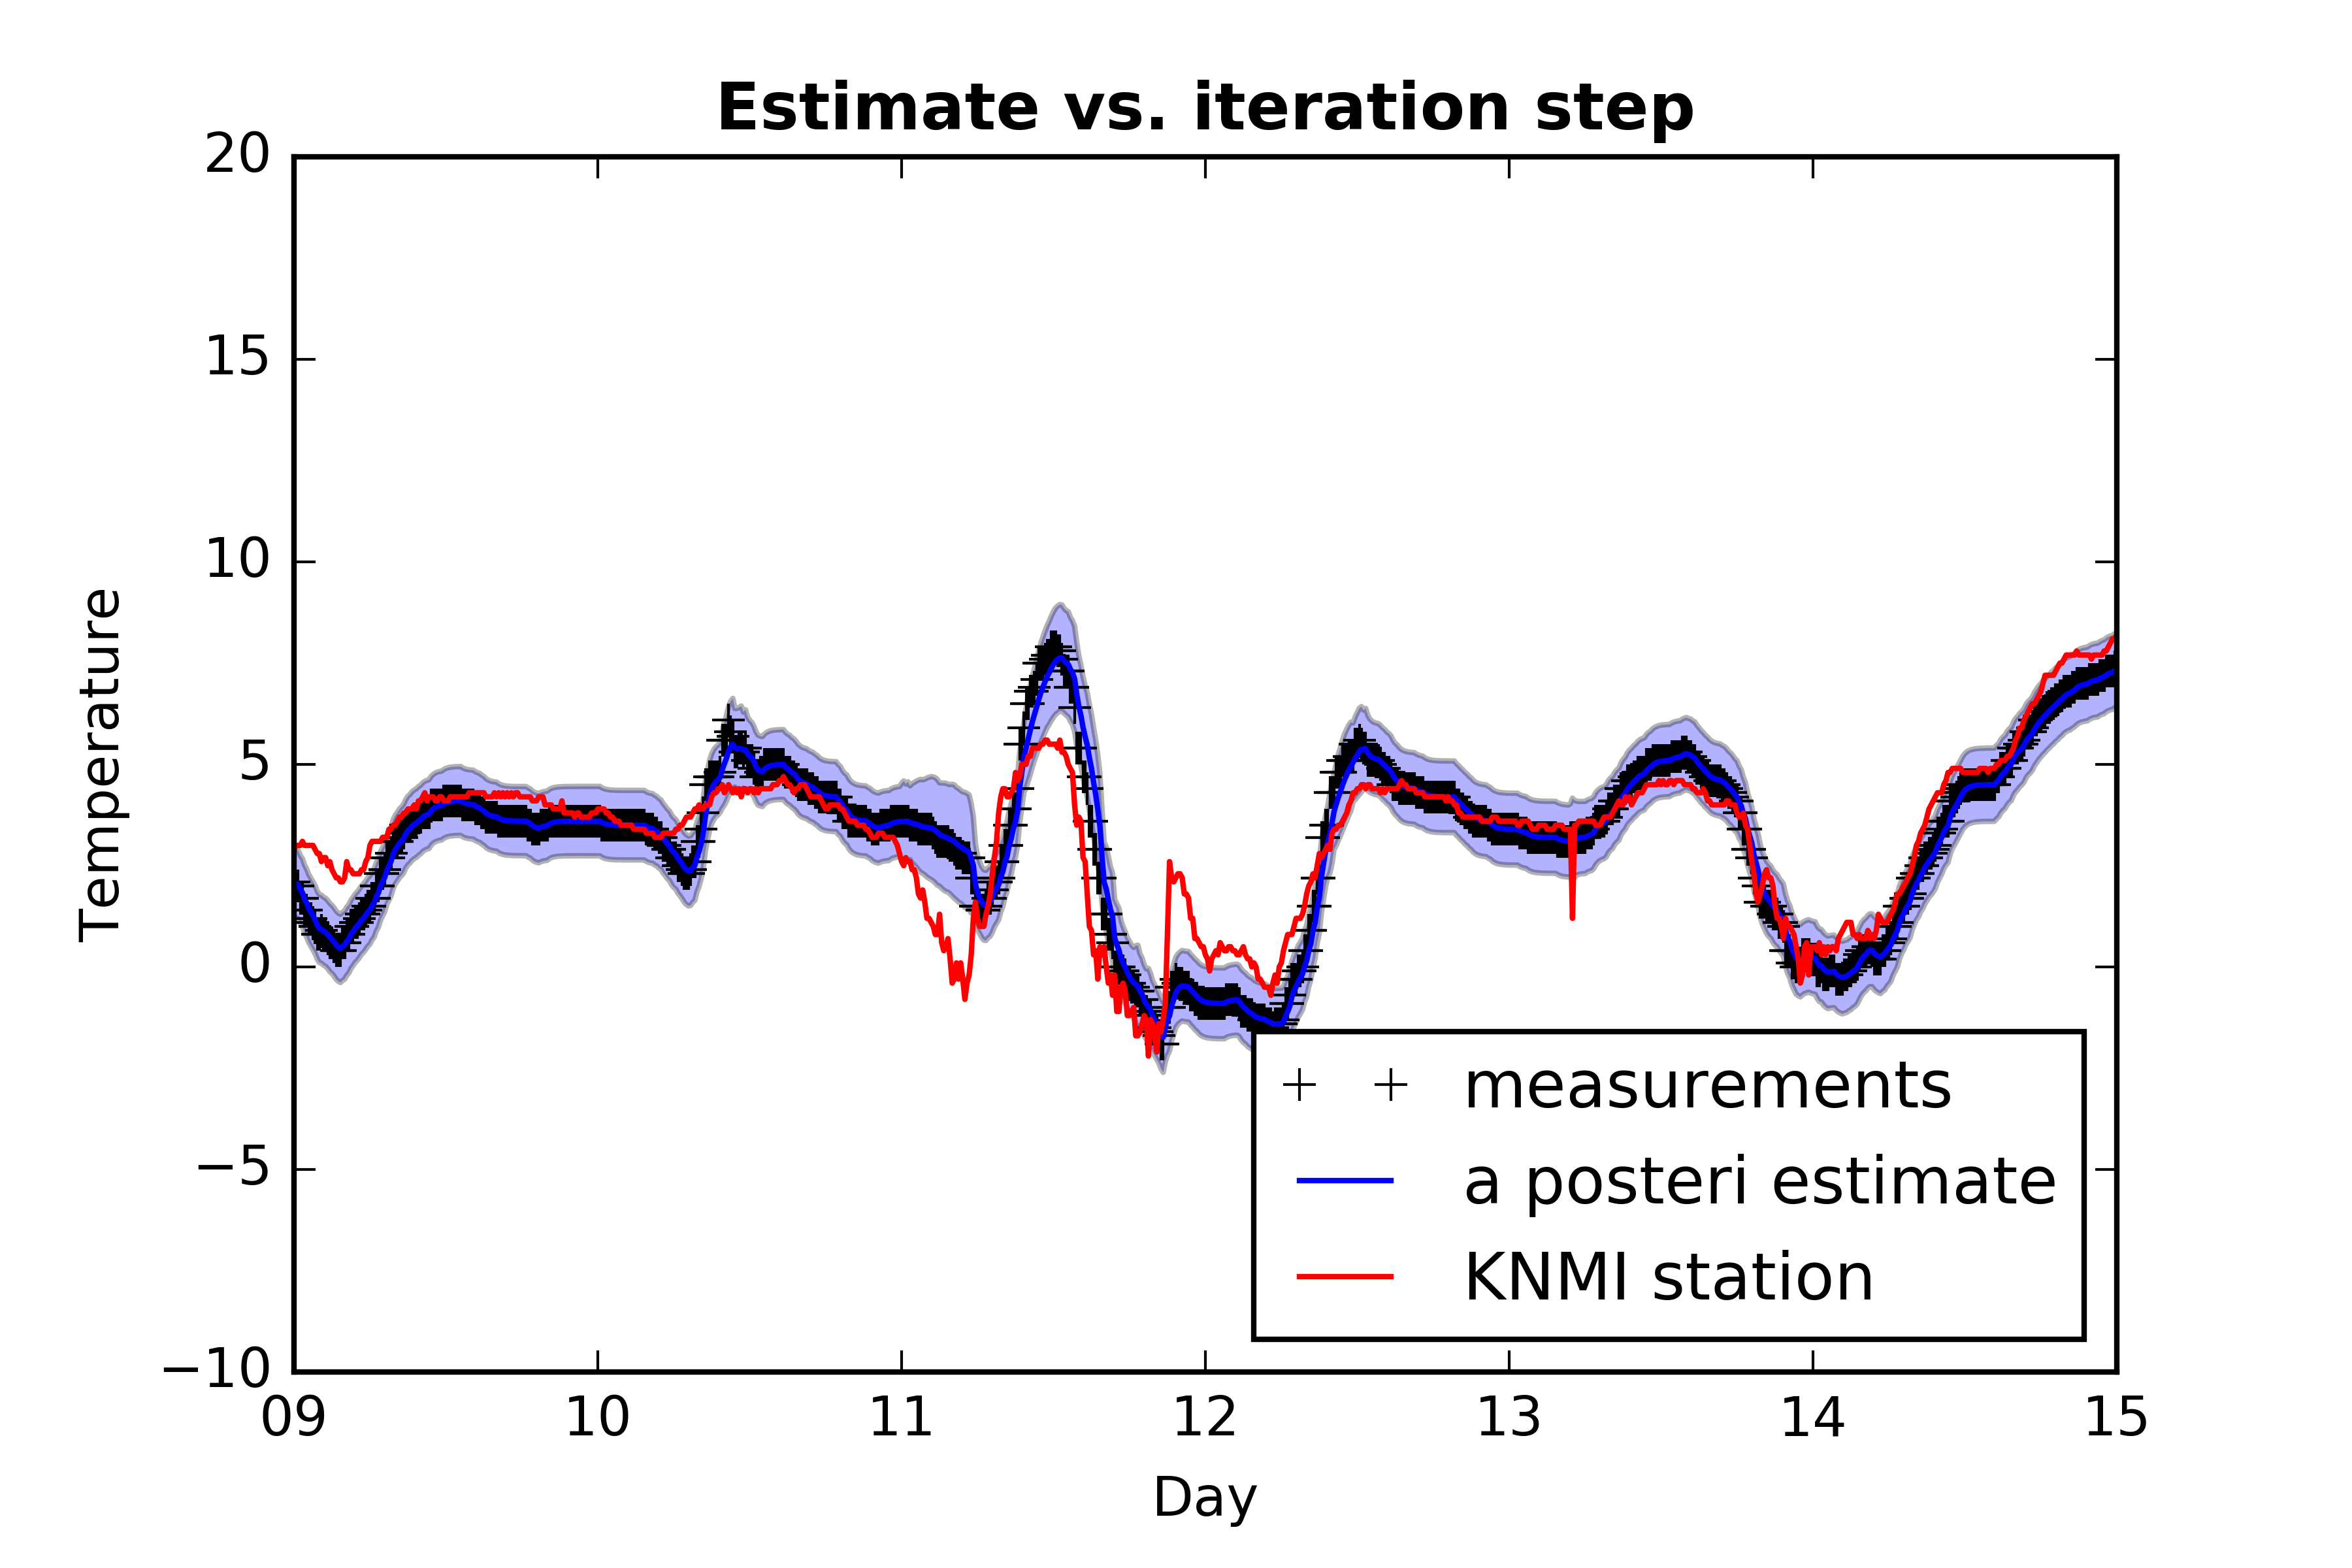 Estimate vs. iteration step
20
15
10
5
0
−5
−10
Temperature
09 10 11 12 13 14 15
Day
measurements
a posteri estimate
KNMI station